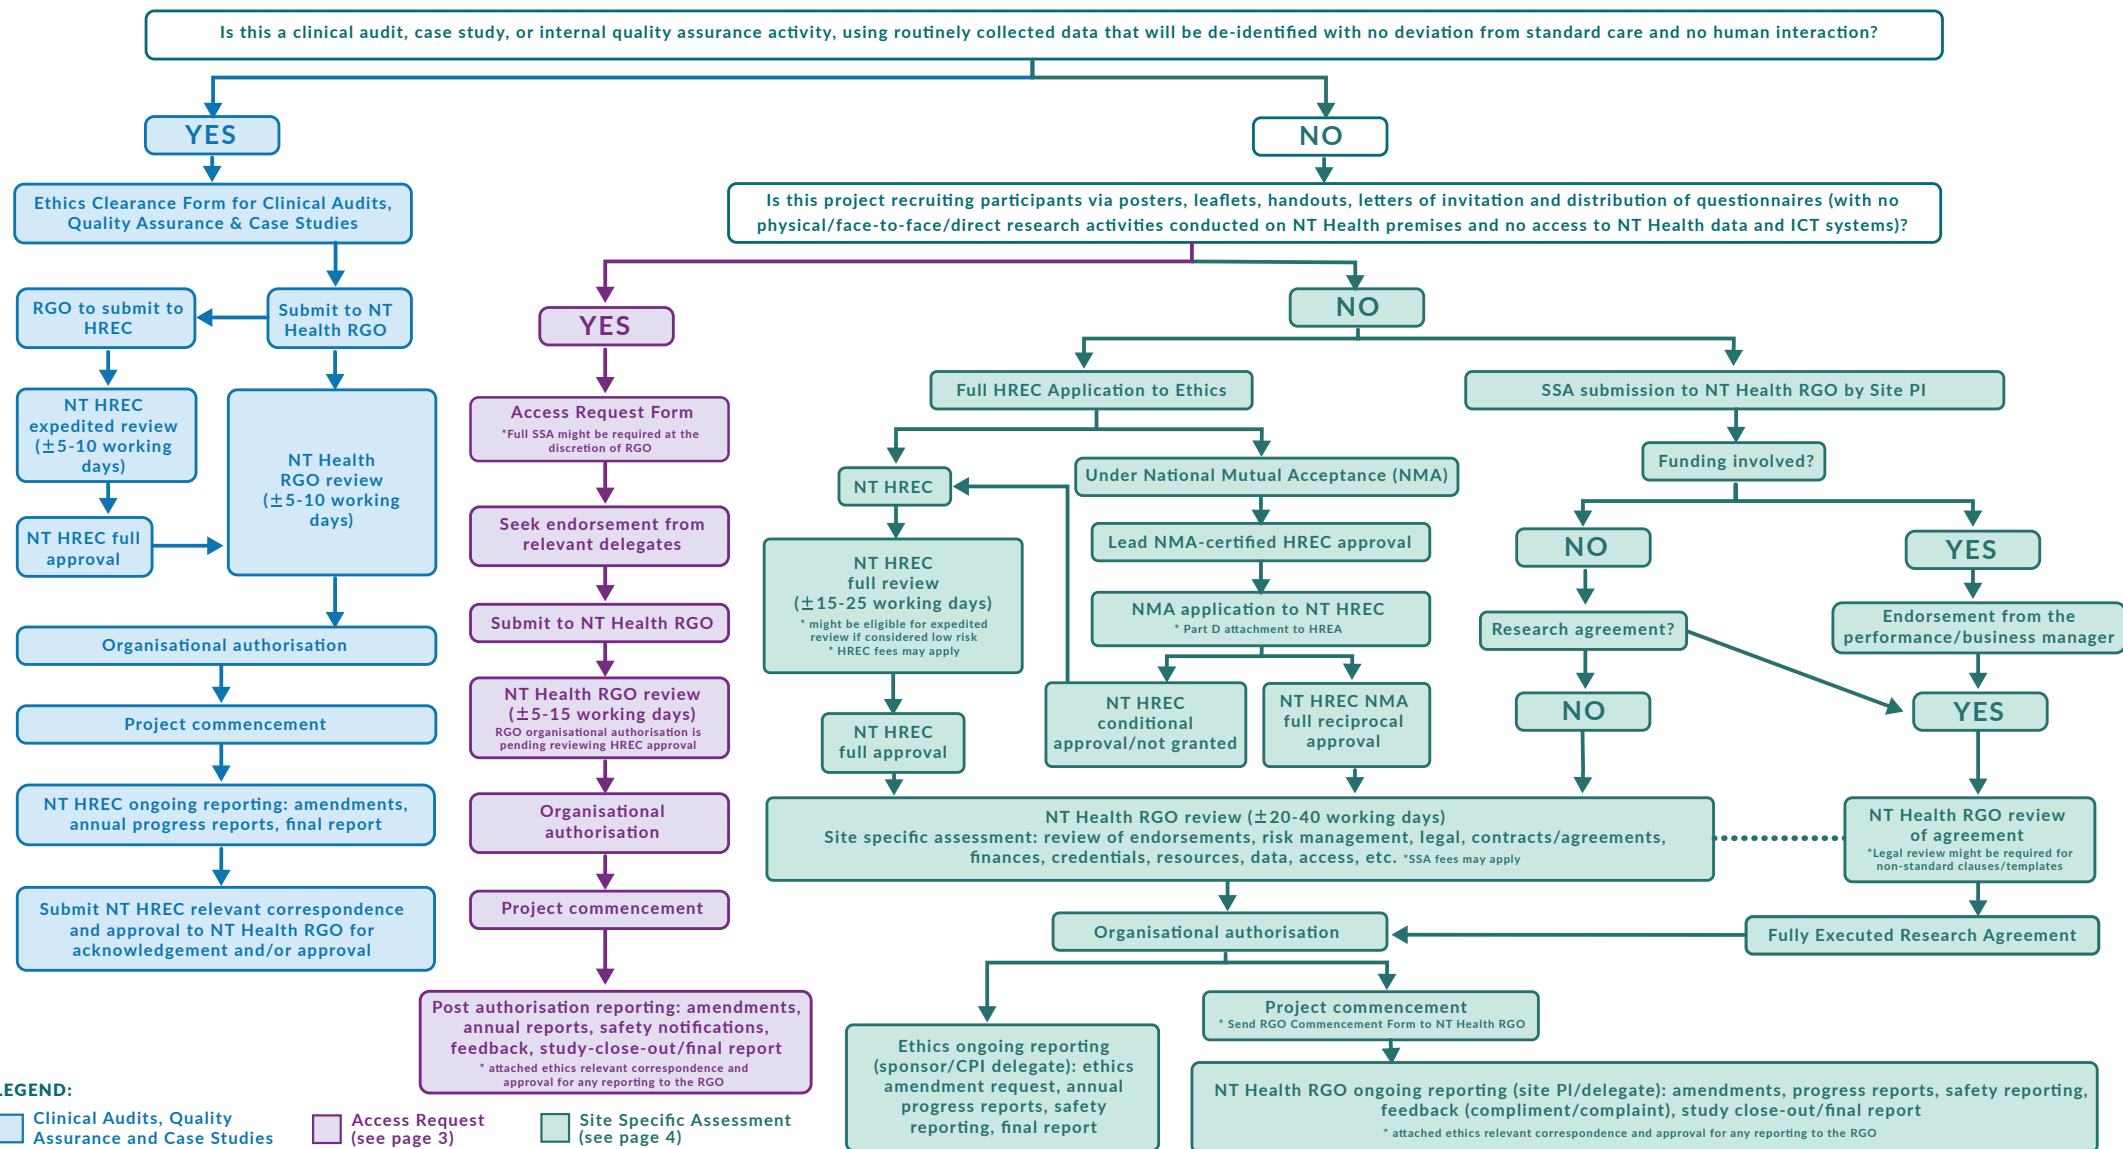 Is this a clinical audit, case study, or internal quality assurance activity, using routinely collected data that will be de-identified with no deviation from standard care and no human interaction?
YES
NO
Ethics Clearance Form for Clinical Audits,
Quality Assurance & Case Studies
Is this project recruiting participants via posters, leaflets, handouts, letters of invitation and distribution of questionnaires (with no
physical/face-to-face/direct research activities conducted on NT Health premises and no access to NT Health data and ICT systems)?
RGO to submit to
HREC
Submit to NT
Health RGO
NT HREC
expedited review
(±5-10 working
days)
NT Health
RGO review
(±5-10 working
days)
NT HREC full
approval
Organisational authorisation
Project commencement
NT HREC ongoing reporting: amendments,
annual progress reports, final report
Submit NT HREC relevant correspondence
and approval to NT Health RGO for
acknowledgement and/or approval
YES
Access Request Form
*Full SSA might be required at the
discretion of RGO
Seek endorsement from
relevant delegates
Submit to NT Health RGO
NT Health RGO review
(±5-15 working days)
RGO organisational authorisation is
pending reviewing HREC approval
Organisational
authorisation
Project commencement
Post authorisation reporting: amendments,
annual reports, safety notifications,
feedback, study-close-out/final report
* attached ethics relevant correspondence and
approval for any reporting to the RGO
NO
Full HREC Application to Ethics
SSA submission to NT Health RGO by Site PI
NT HREC
Under National Mutual Acceptance (NMA)
Lead NMA-certified HREC approval
NT HREC
full review
(±15-25 working days)
* might be eligible for expedited
review if considered low risk
* HREC fees may apply
NMA application to NT HREC
* Part D attachment to HREA
NT HREC
full approval
NT HREC
conditional
approval/not granted
NT HREC NMA
full reciprocal
approval
Funding involved?
NO
YES
Research agreement?
Endorsement from the
performance/business manager
NO
YES
NT Health RGO review (±20-40 working days)
Site specific assessment: review of endorsements, risk management, legal, contracts/agreements,
finances, credentials, resources, data, access, etc. *SSA fees may apply
NT Health RGO review
of agreement
*Legal review might be required for
non-standard clauses/templates
Organisational authorisation
Fully Executed Research Agreement
Ethics ongoing reporting
(sponsor/CPI delegate): ethics
amendment request, annual
progress reports, safety
reporting, final report
Project commencement
* Send RGO Commencement Form to NT Health RGO
NT Health RGO ongoing reporting (site PI/delegate): amendments, progress reports, safety reporting,
feedback (compliment/complaint), study close-out/final report
* attached ethics relevant correspondence and approval for any reporting to the RGO
LEGEND:
Clinical Audits, Quality
Assurance and Case Studies
Access Request
(see page 3)
Site Specific Assessment
(see page 4)